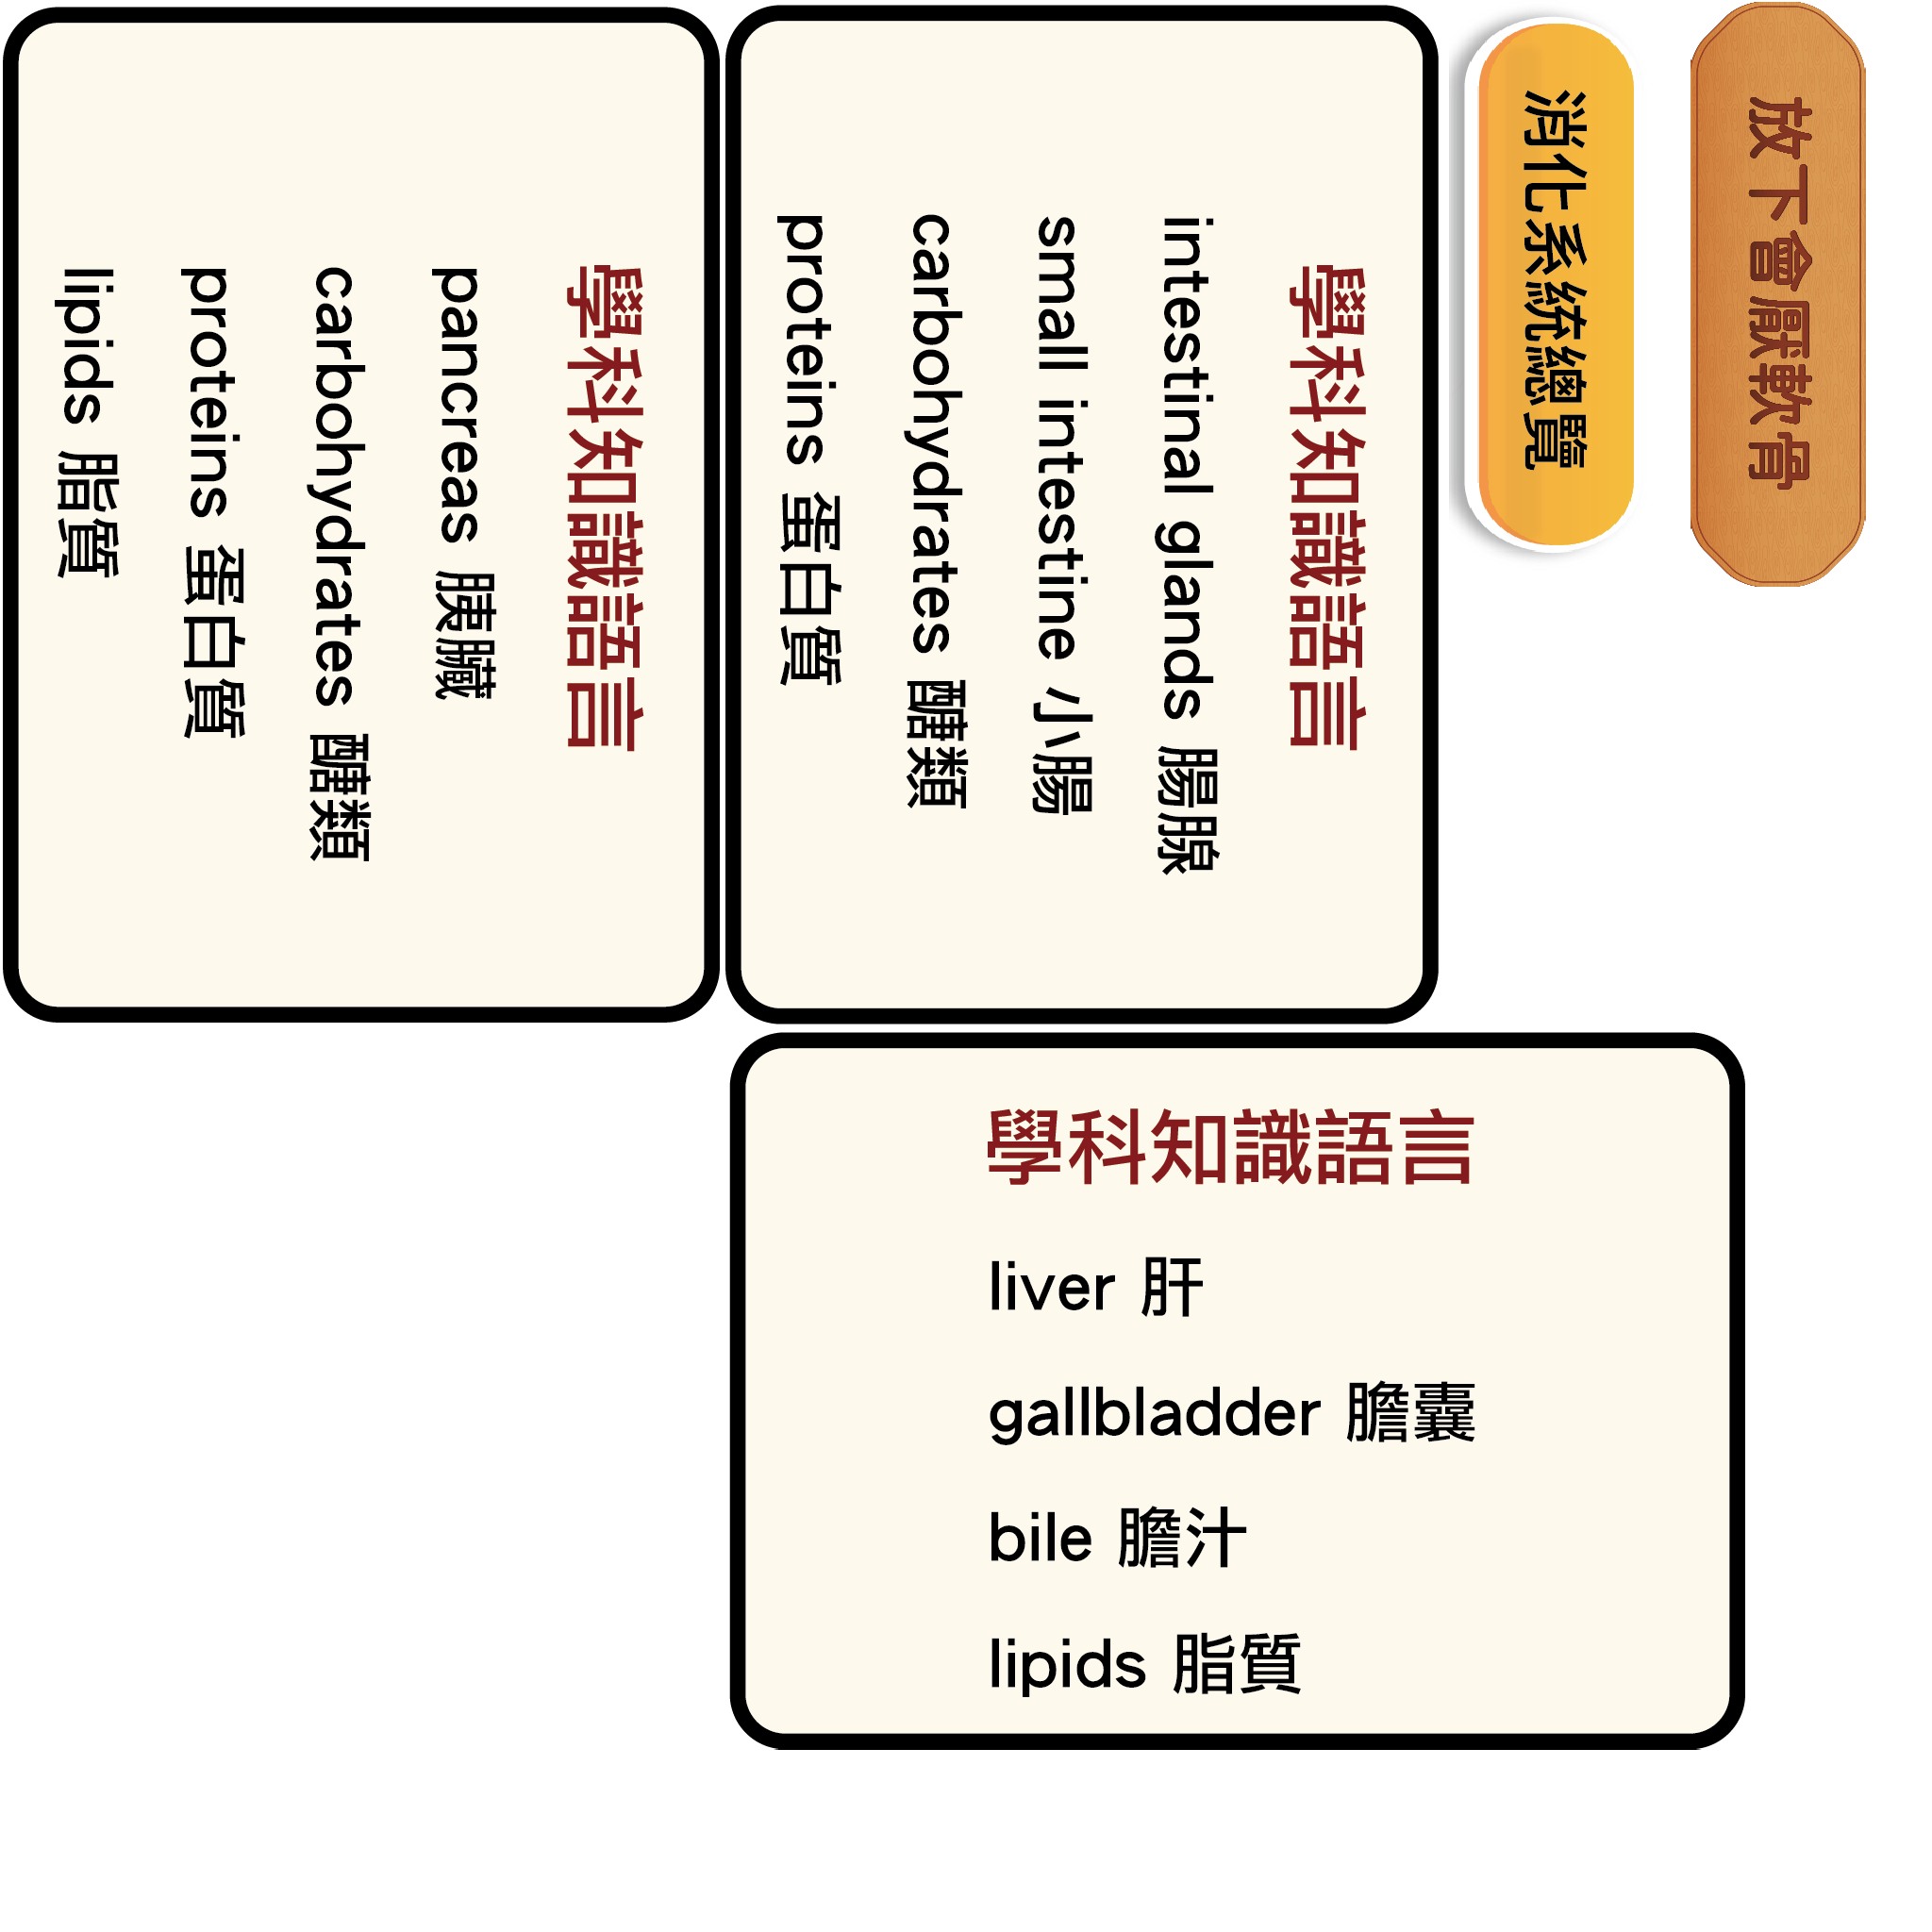 學科知識語言
pancreas 胰臟
carbohydrates 醣類
proteins 蛋白質
lipids 脂質
學科知識語言
intestinal glands 腸腺
small intestine 小腸
carbohydrates 醣類
proteins 蛋白質
消化系統總覽
放下會厭軟骨
學科知識語言
liver 肝
gallbladder 膽囊
bile 膽汁
lipids 脂質